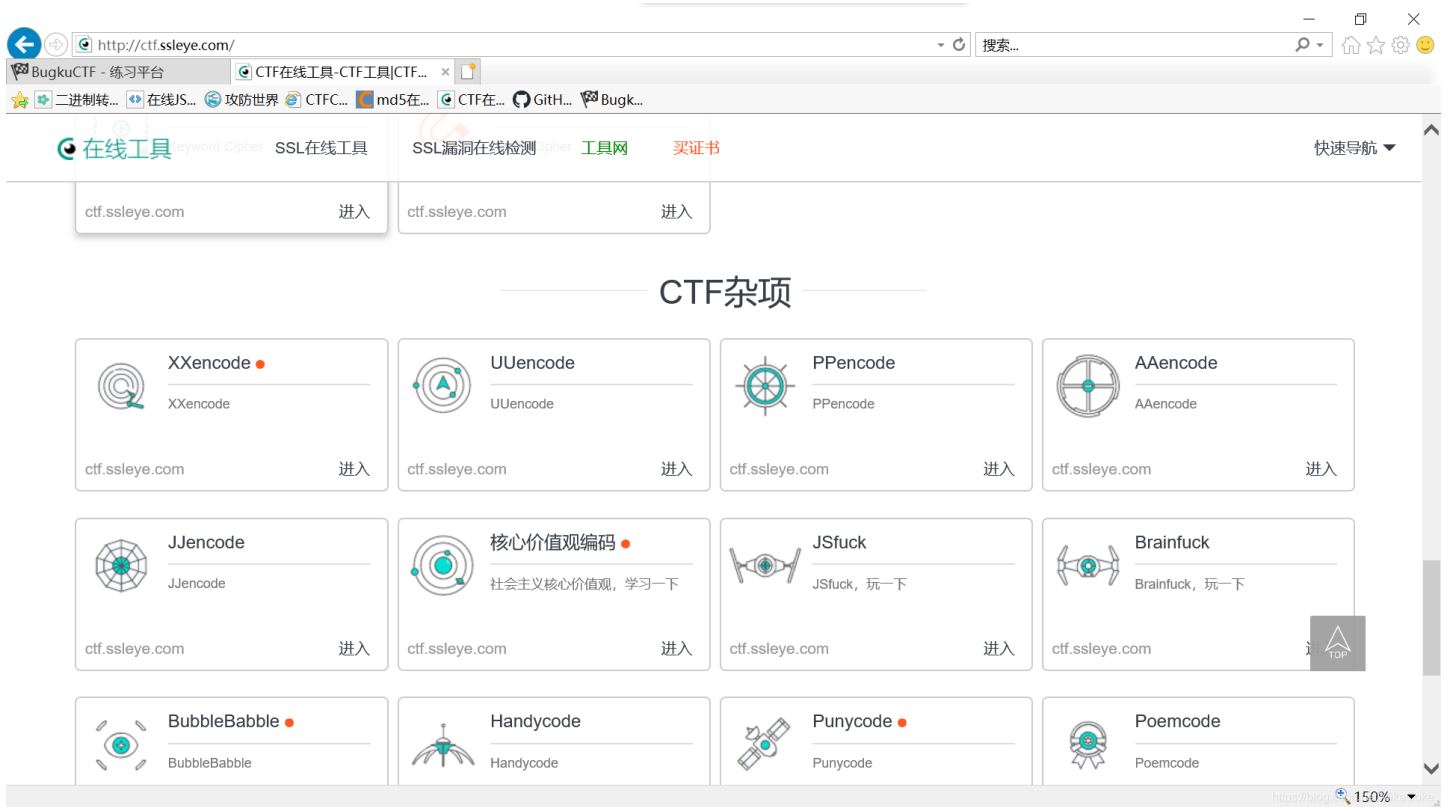 http://ctf.ssleye.com/
搜索...
BugkuCTF - 练习平台
CTF在线工具-CTF工具|CTF...
二进制转... 在线JS... 攻防世界 CTFC... md5在... CTF在... GitH... Bugk...
在线工具 Keyword Cipher SSL在线工具 SSL漏洞在线检测 工具网 买证书 快速导航
ctf.ssleye.com 进入 ctf.ssleye.com 进入
CTF杂项
XXencode UUencode PPencode AAencode
XXencode UUencode PPencode AAencode
ctf.ssleye.com 进入 ctf.ssleye.com 进入 ctf.ssleye.com 进入 ctf.ssleye.com 进入
JJencode 核心价值观编码 JSfuck Brainfuck
JJencode 社会主义核心价值观，学习一下 JSfuck，玩一下 Brainfuck，玩一下
ctf.ssleye.com 进入 ctf.ssleye.com 进入 ctf.ssleye.com 进入 ctf.ssleye.com
TOP
BubbleBabble Handycode Punycode Poemcode
BubbleBabble Handycode Punycode Poemcode
150%